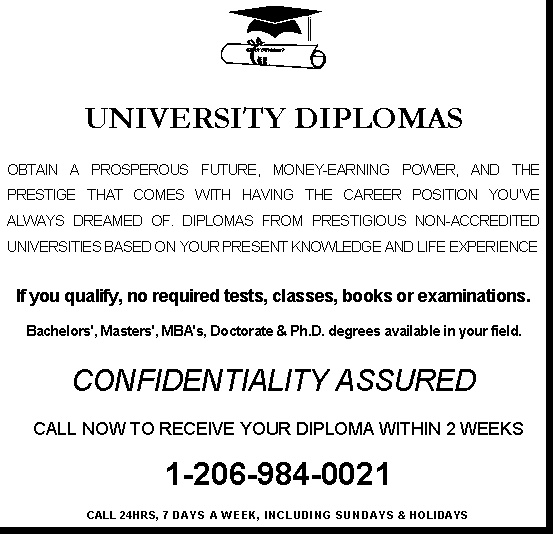 UNIVERSITY DIPLOMAS
OBTAIN A PROSPEROUS FUTURE, MONEY-EARNING POWER, AND THE
PRESTIGE THAT COMES WITH HAVING THE CAREER POSITION YOU'VE
ALWAYS DREAMED OF. DIPLOMAS FROM PRESTIGIOUS NON-ACCREDITED
UNIVERSITIES BASED ON YOUR PRESENT KNOWLEDGE AND LIFE EXPERIENCE
If you qualify, no required tests, classes, books or examinations.
Bachelors', Masters', MBA's, Doctorate & Ph.D. degrees available in your field.
CONFIDENTIALITY ASSURED
CALL NOW TO RECEIVE YOUR DIPLOMA WITHIN 2 WEEKS
1-206-984-0021
CALL 24HRS, 7 DAYS A WEEK, INCLUDING SUNDAYS & HOLIDAYS